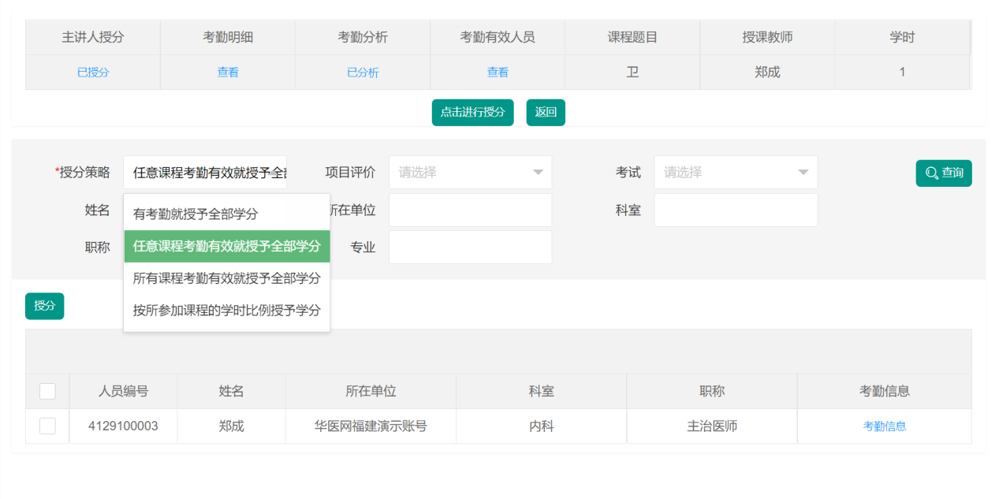 主讲人授分 考勤明细 考勤分析 考勤有效人员 课程题目 授课教师 学时
已授分 查看 已分析 查看 卫 郑成 1
点击进行授分 返回
*授分策略 任意课程考勤有效就授予全 项目评价 请选择 考试 请选择 查询
姓名 所在单位 科室
职称 专业
有考勤就授予全部学分
任意课程考勤有效就授予全部学分
所有课程考勤有效就授予全部学分
按所参加课程的学时比例授予学分
授分
人员编号 姓名 所在单位 科室 职称 考勤信息
4129100003 郑成 华医网福建演示账号 内科 主治医师 考勤信息